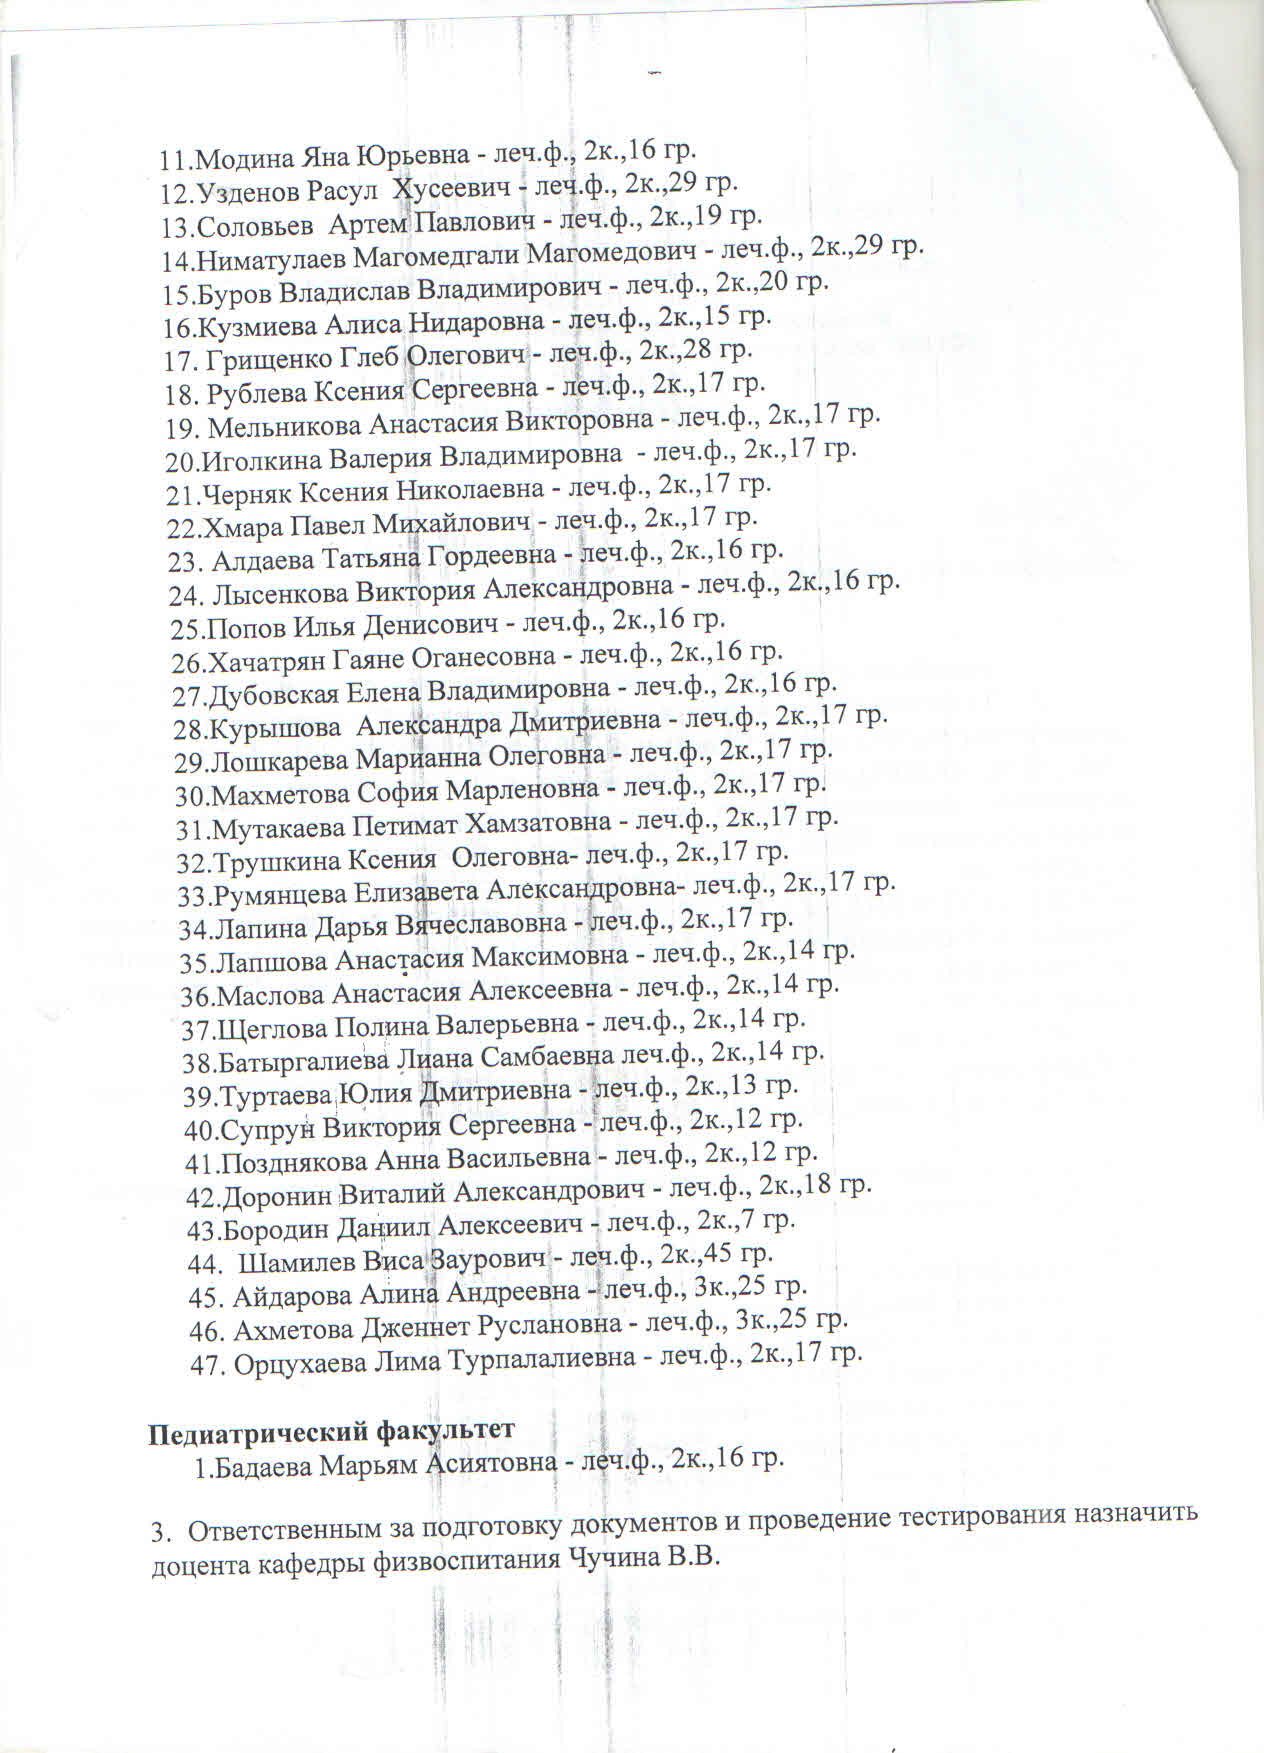 11.Модина Яна Юрьевна - леч.ф., 2к.,16 гр.
12.Узденов Расул  Хусеевич - леч.ф., 2к.,29 гр.
13.Соловьев  Артем Павлович - леч.ф., 2к.,19 гр.
14.Ниматулаев Магомедгали Магомедович - леч.ф., 2к.,29 гр.
15.Буров Владислав Владимирович - леч.ф., 2к.,20 гр.
16.Кузмиева Алиса Нидаровна - леч.ф., 2к.,15 гр.
17. Грищенко Глеб Олегович - леч.ф., 2к.,28 гр.
18. Рублева Ксения Сергеевна - леч.ф., 2к.,17 гр.
19. Мельникова Анастасия Викторовна - леч.ф., 2к.,17 гр.
20.Иголкина Валерия Владимировна  - леч.ф., 2к.,17 гр.
21.Черняк Ксения Николаевна - леч.ф., 2к.,17 гр.
22.Хмара Павел Михайлович - леч.ф., 2к.,17 гр.
23. Алдаева Татьяна Гордеевна - леч.ф., 2к.,16 гр.
24. Лысенкова Виктория Александровна - леч.ф., 2к.,16 гр.
25.Попов Илья Денисович - леч.ф., 2к.,16 гр.
26.Хачатрян Гаяне Оганесовна - леч.ф., 2к.,16 гр.
27.Дубовская Елена Владимировна - леч.ф., 2к.,16 гр.
28.Курышова  Александра Дмитриевна - леч.ф., 2к.,17 гр.
29.Лошкарева Марианна Олеговна - леч.ф., 2к.,17 гр.
30.Махметова София Марленовна - леч.ф., 2к.,17 гр.
31.Мутакаева Петимат Хамзатовна - леч.ф., 2к.,17 гр.
32.Трушкина Ксения  Олеговна- леч.ф., 2к.,17 гр.
33.Румянцева Елизавета Александровна- леч.ф., 2к.,17 гр.
34.Лапина Дарья Вячеславовна - леч.ф., 2к.,17 гр.
35.Лапшова Анастасия Максимовна - леч.ф., 2к.,14 гр.
36.Маслова Анастасия Алексеевна - леч.ф., 2к.,14 гр.
37.Щеглова Полина Валерьевна - леч.ф., 2к.,14 гр.
38.Батыргалиева Лиана Самбаевна леч.ф., 2к.,14 гр.
39.Туртаева Юлия Дмитриевна - леч.ф., 2к.,13 гр.
40.Супрун Виктория Сергеевна - леч.ф., 2к.,12 гр.
41.Позднякова Анна Васильевна - леч.ф., 2к.,12 гр.
42.Доронин Виталий Александрович - леч.ф., 2к.,18 гр.
43.Бородин Даниил Алексеевич - леч.ф., 2к.,7 гр.
44.  Шамилев Виса Заурович - леч.ф., 2к.,45 гр.
45. Айдарова Алина Андреевна - леч.ф., 3к.,25 гр.
46. Ахметова Дженнет Руслановна - леч.ф., 3к.,25 гр.
47. Орцухаева Лима Турпалалиевна - леч.ф., 2к.,17 гр.
Педиатрический факультет
1.Бадаева Марьям Асиятовна - леч.ф., 2к.,16 гр.
3.  Ответственным за подготовку документов и проведение тестирования назначить
доцента кафедры физвоспитания Чучина В.В.